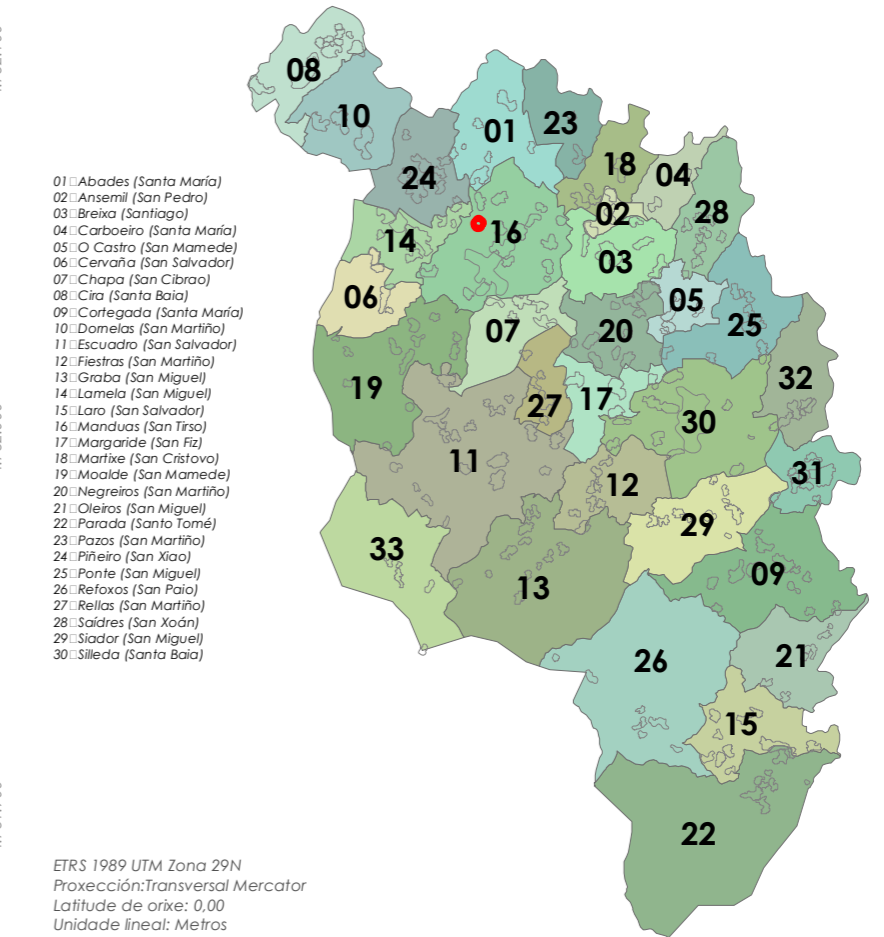 08
10
01
23
24
18
04
02
28
16
14
03
06
05
07
20
25
19
27
17
32
30
11
12
31
29
33
13
09
26
21
15
22
01 Abades (Santa María)
02 Ansemil (San Pedro)
03 Breixa (Santiago)
04 Carboeiro (Santa María)
05 O Castro (San Mamede)
06 Cervaña (San Salvador)
07 Chapa (San Cibrao)
08 Cira (Santa Baia)
09 Cortegada (Santa María)
10 Dornelas (San Martiño)
11 Escuadro (San Salvador)
12 Fiestras (San Martiño)
13 Graba (San Miguel)
14 Lamela (San Miguel)
15 Laro (San Salvador)
16 Manduas (San Tirso)
17 Margaride (San Fiz)
18 Martixe (San Cristovo)
19 Moalde (San Mamede)
20 Negreiros (San Martiño)
21 Oleiros (San Miguel)
22 Parada (Santo Tomé)
23 Pazos (San Martiño)
24 Piñeiro (San Xiao)
25 Ponte (San Miguel)
26 Refoxos (San Paio)
27 Rellas (San Martiño)
28 Saídres (San Xoán)
29 Siador (San Miguel)
30 Silleda (Santa Baia)
ETRS 1989 UTM Zona 29N
Proxección:Transversal Mercator
Latitude de orixe: 0,00
Unidade lineal: Metros